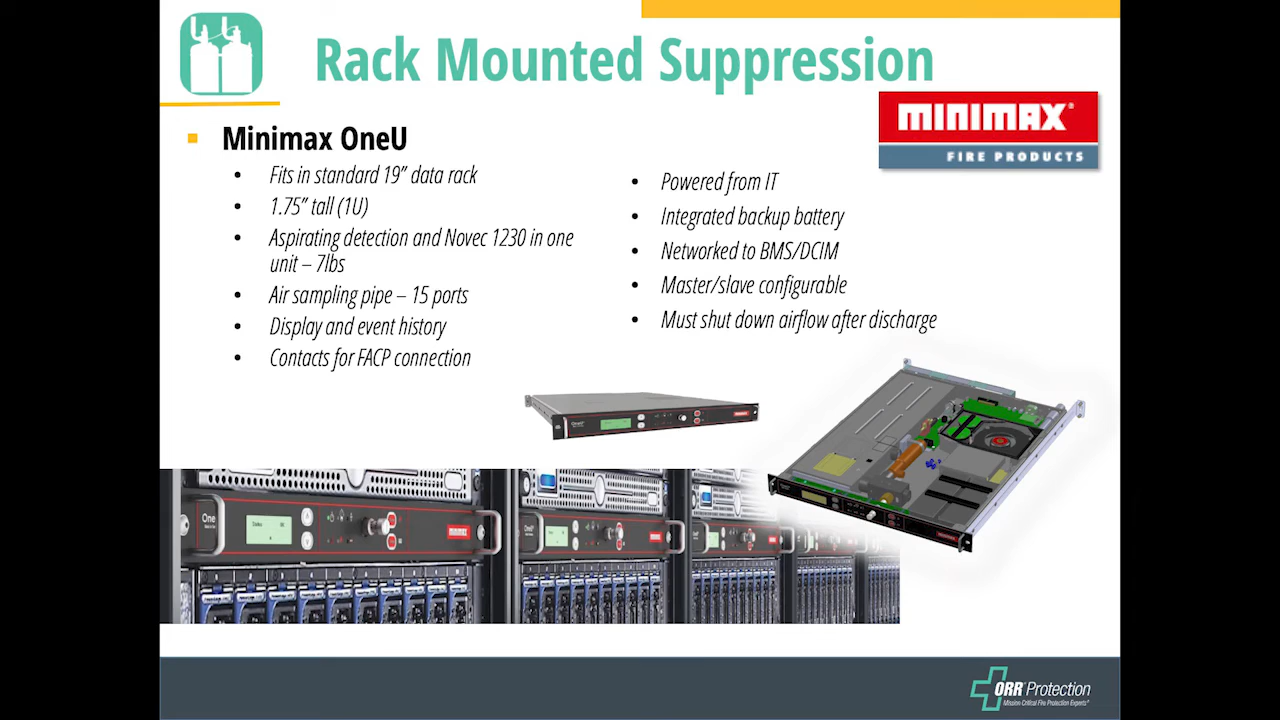 Rack Mounted Suppression
MINIMAX®
FIRE PRODUCTS
Minimax OneU
Fits in standard 19” data rack
1.75” tall (1U)
Aspirating detection and Novec 1230 in one
unit – 7lbs
Air sampling pipe – 15 ports
Display and event history
Contacts for FACP connection
Powered from IT
Integrated backup battery
Networked to BMS/DCIM
Master/slave configurable
Must shut down airflow after discharge
One
MINIMAX
ORR Protection
Mission Critical Fire Protection Experts